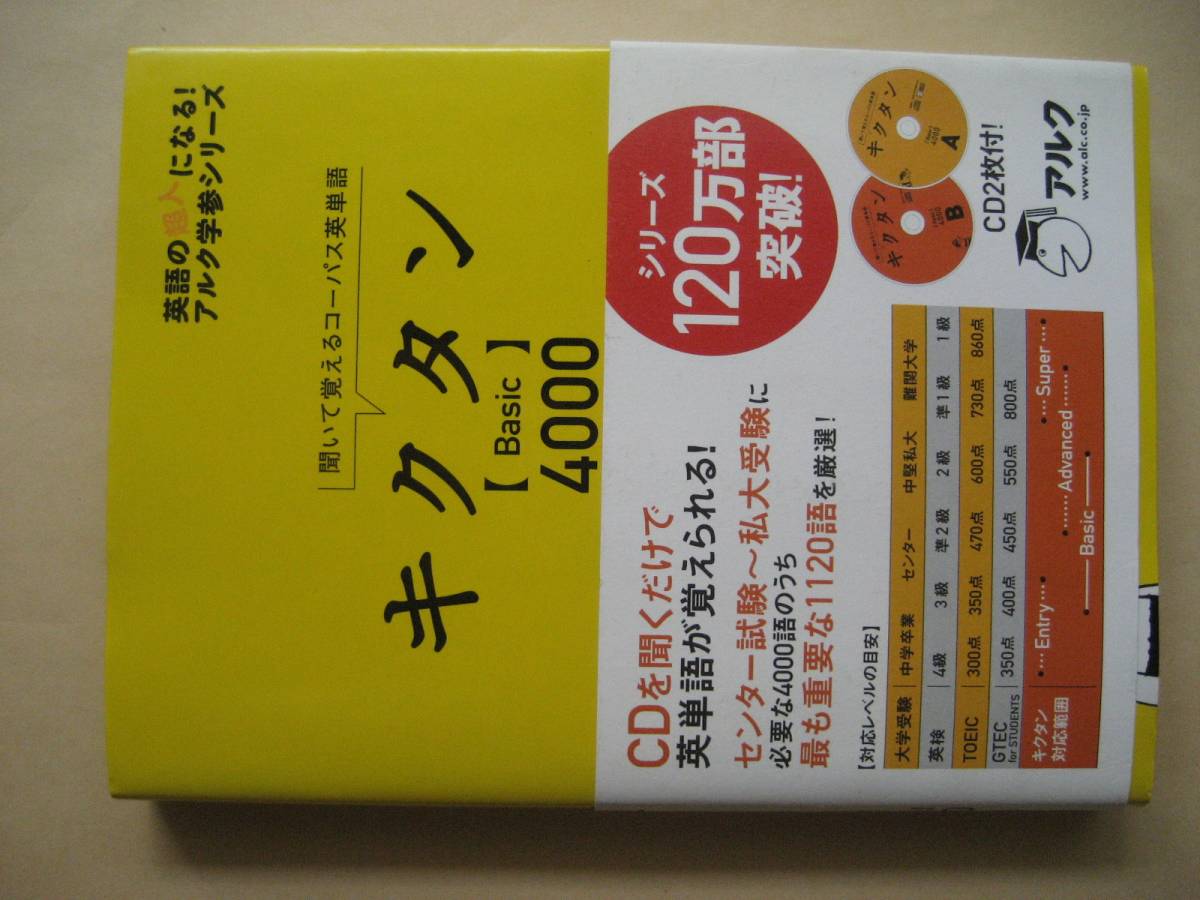 英語の超人になる!
アルク学参シリーズ
聞いて覚えるコーパス英単語
キクタン
【Basic】
4000
シリーズ
120万部
突破!
キクタン
4000
A
キクタン
4000
B
CD2枚付!
アルク
www.alc.co.jp
CDを聞くだけで
英単語が覚えられる!
センター試験〜私大受験に
必要な4000語のうち
最も重要な1120語を厳選!
【対応レベルの目安】
大学受験 中学卒業 センター 中堅私大 難関大学
英検 4級 3級 準2級 2級 準1級 1級
TOEIC 300点 350点 470点 600点 730点 860点
GTEC for STUDENTS 350点 400点 450点 550点 800点
キクタン対応範囲
Entry
Super
Advanced
Basic